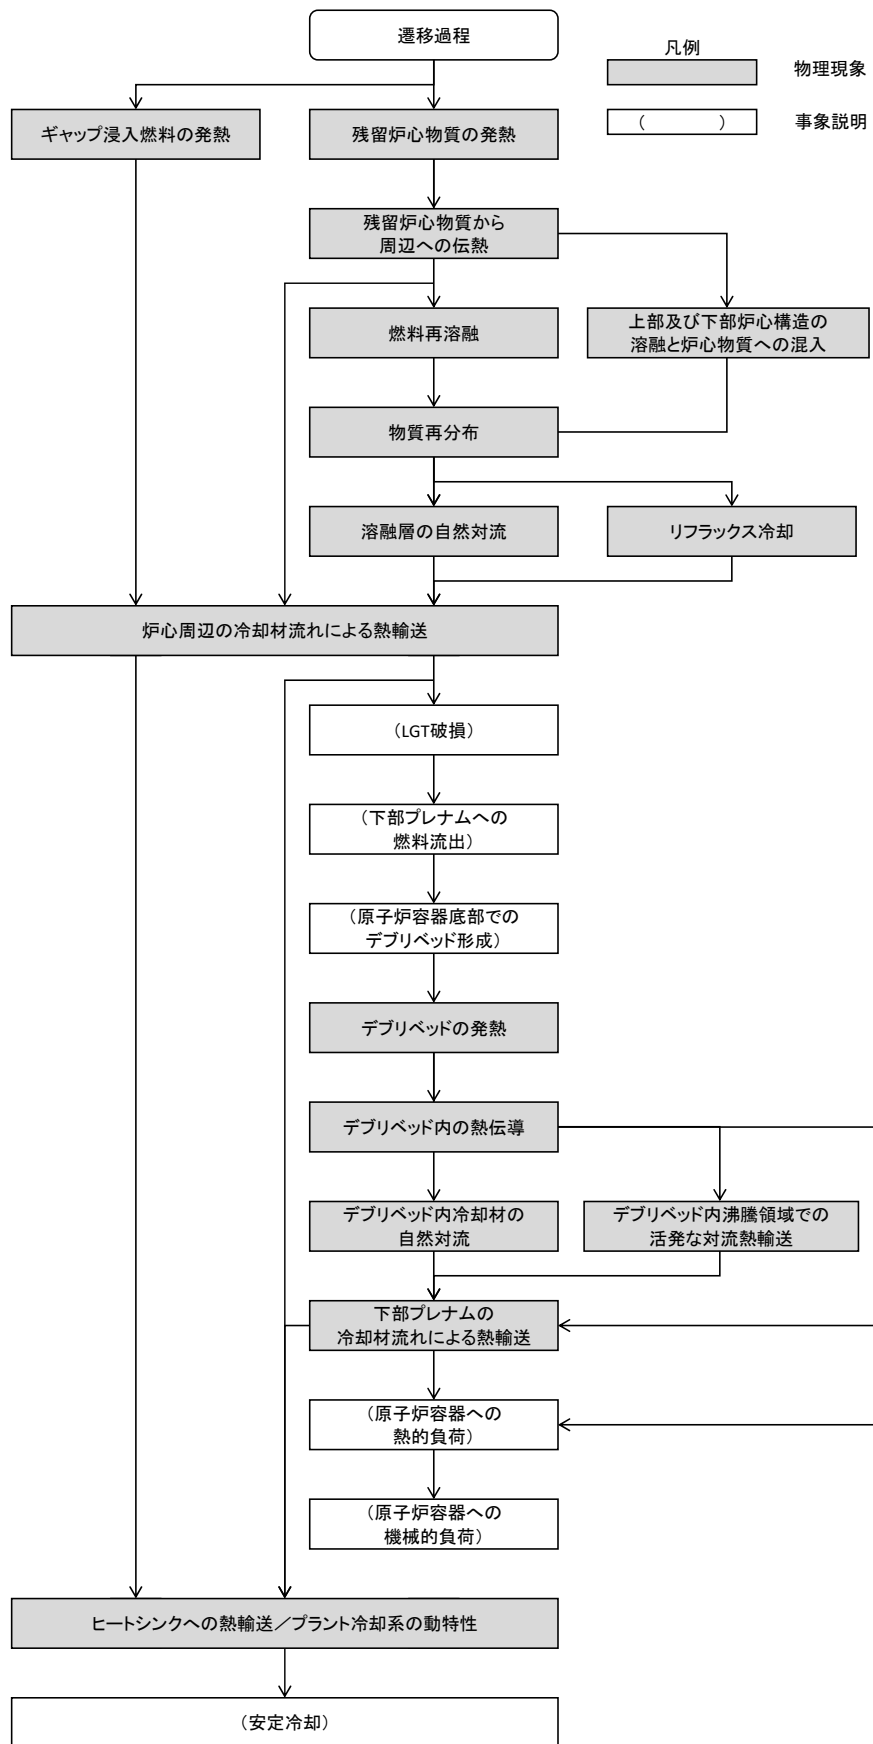 遷移過程
凡例
物理現象
(　　　)
事象説明
ギャップ浸入燃料の発熱
残留炉心物質の発熱
残留炉心物質から
周辺への伝熱
燃料再溶融
上部及び下部炉心構造の
溶融と炉心物質への混入
物質再分布
溶融層の自然対流
リフラックス冷却
炉心周辺の冷却材流れによる熱輸送
(LGT破損)
(下部プレナムへの
燃料流出)
(原子炉容器底部での
デブリベッド形成)
デブリベッドの発熱
デブリベッド内の熱伝導
デブリベッド内冷却材の
自然対流
デブリベッド内沸騰領域での
活発な対流熱輸送
下部プレナムの
冷却材流れによる熱輸送
(原子炉容器への
熱的負荷)
(原子炉容器への
機械的負荷)
ヒートシンクへの熱輸送／プラント冷却系の動特性
(安定冷却)